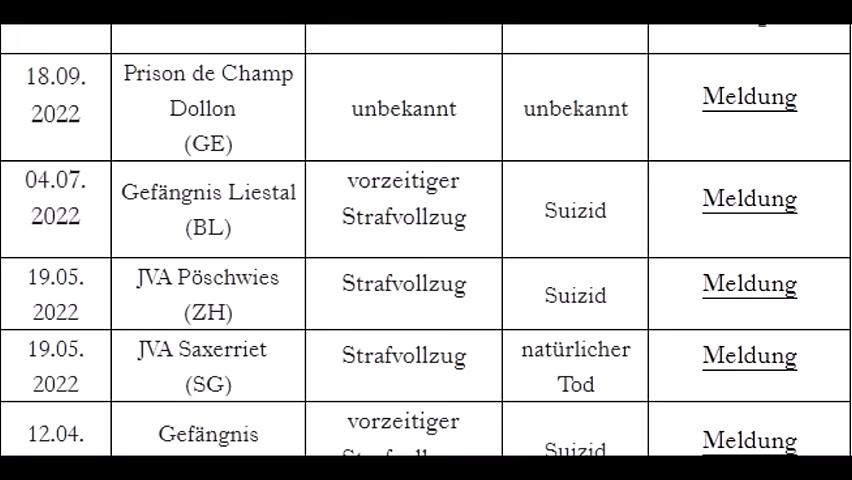 18.09.
2022
Prison de Champ
Dollon
(GE)
unbekannt
unbekannt
Meldung
04.07.
2022
Gefängnis Liestal
(BL)
vorzeitiger
Strafvollzug
Suizid
Meldung
19.05.
2022
JVA Pöschwies
(ZH)
Strafvollzug
Suizid
Meldung
19.05.
2022
JVA Saxerriet
(SG)
Strafvollzug
natürlicher
Tod
Meldung
12.04.
Gefängnis
vorzeitiger
Suizid
Meldung